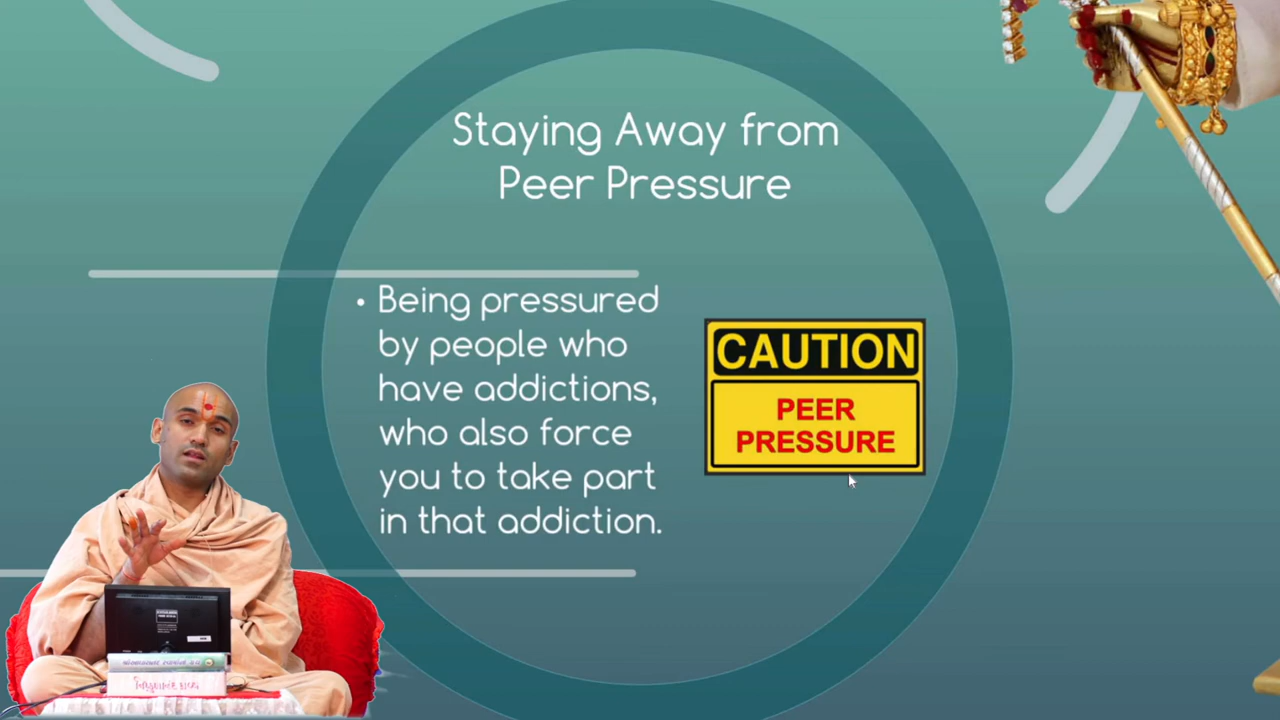 Staying Away from
Peer Pressure
• Being pressured
by people who
have addictions,
who also force
you to take part
in that addiction.
CAUTION
PEER
PRESSURE